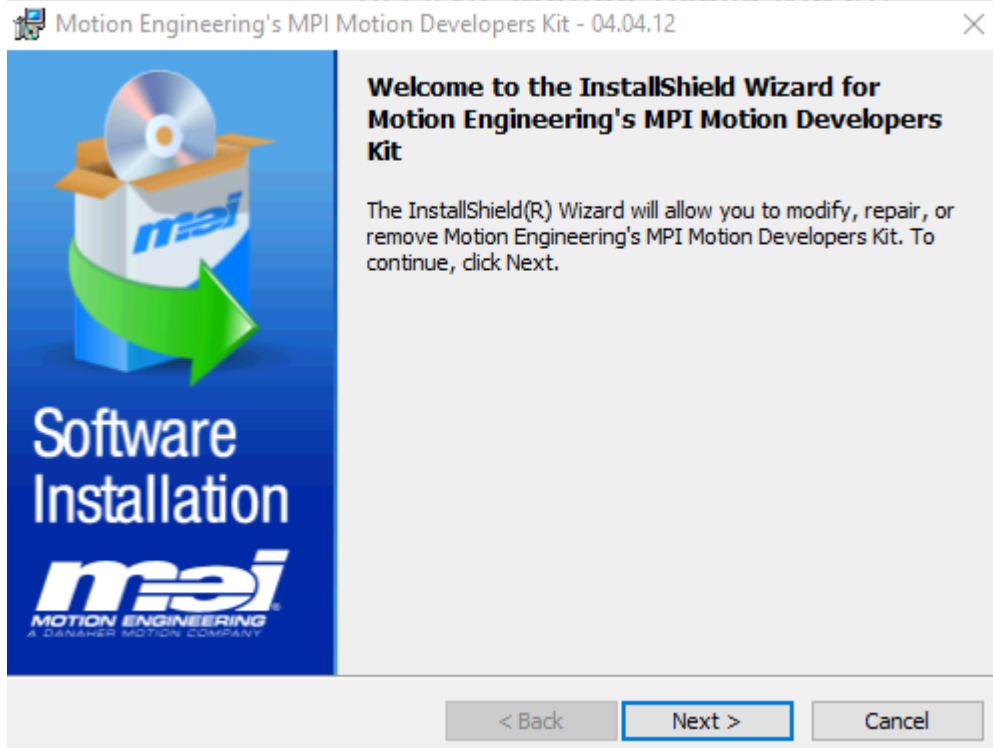 Motion Engineering's MPI Motion Developers Kit - 04.04.12
Welcome to the InstallShield Wizard for
Motion Engineering's MPI Motion Developers
Kit
The InstallShield(R) Wizard will allow you to modify, repair, or
remove Motion Engineering's MPI Motion Developers Kit. To
continue, click Next.
mei
Software
Installation
mei
MOTION ENGINEERING
A DANAHER MOTION COMPANY
< Back
Next >
Cancel